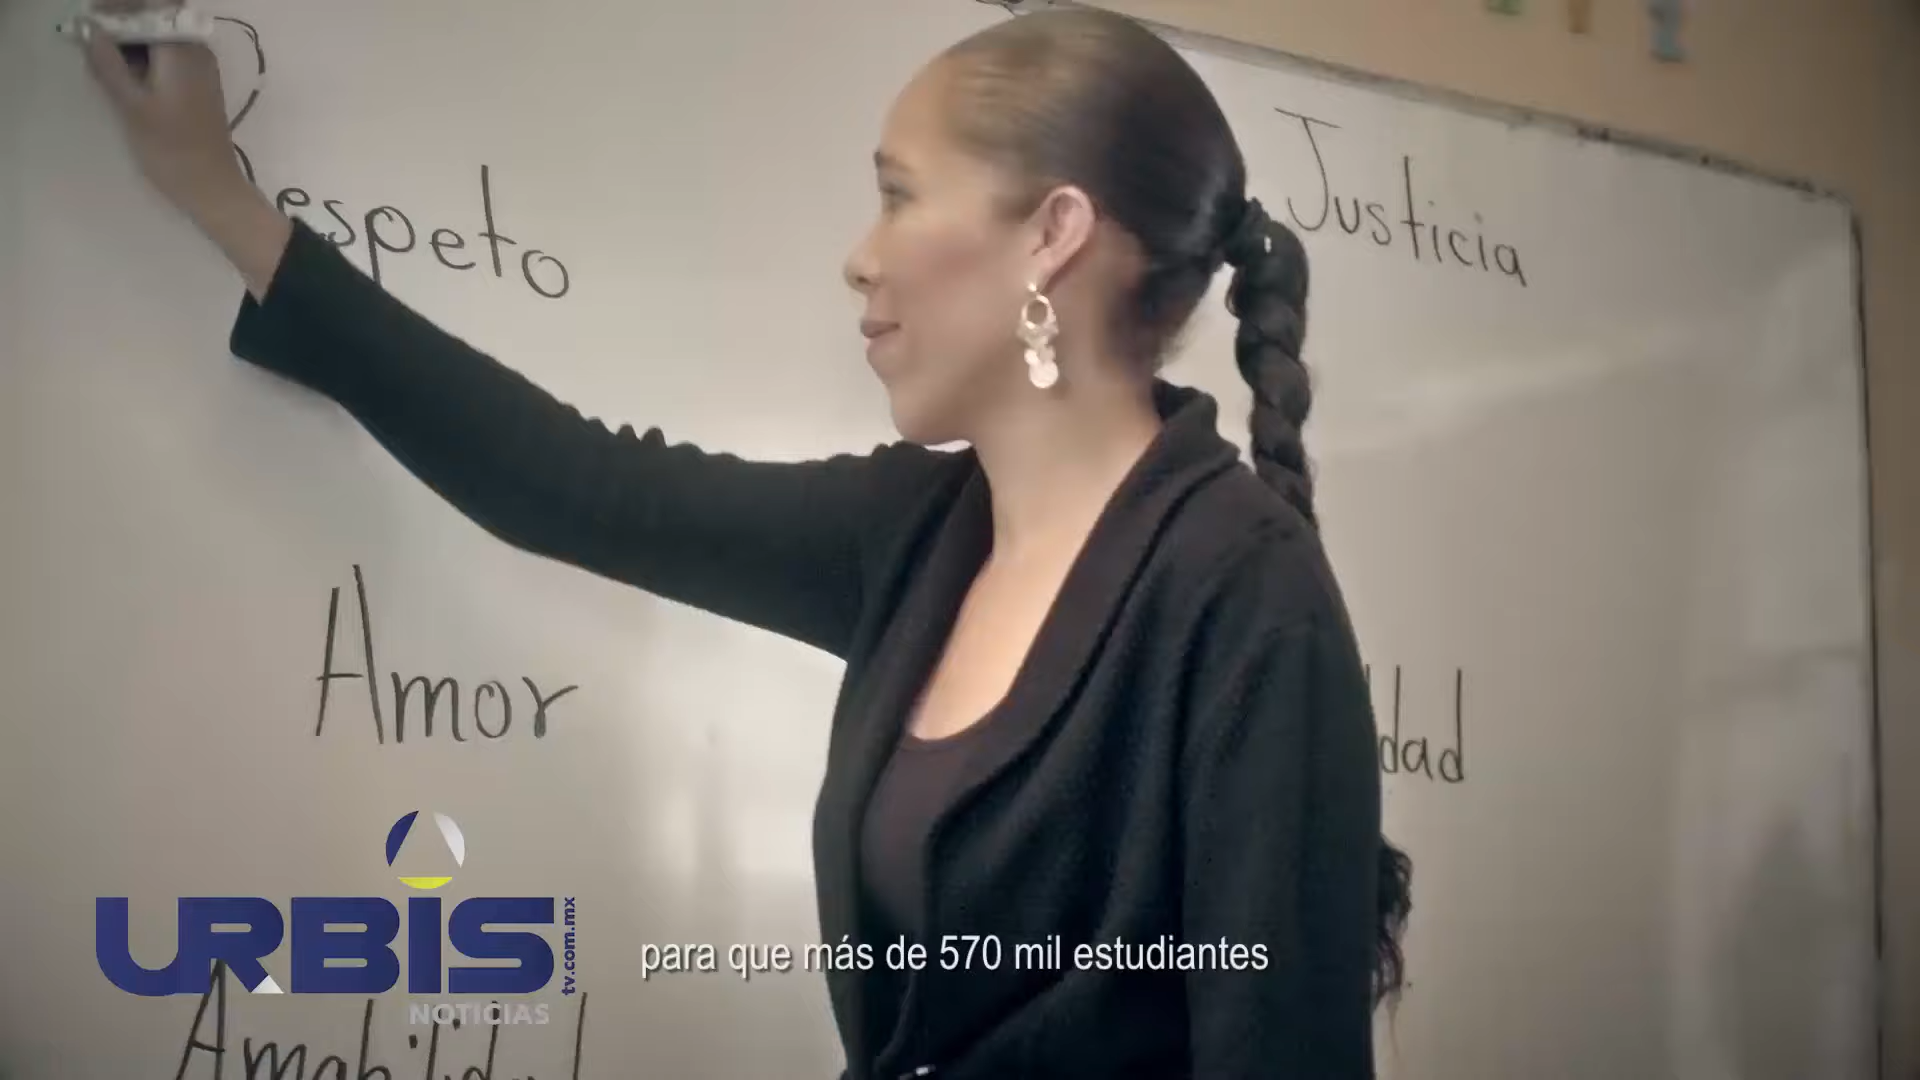 Respeto
Justicia
Amor
dad
URBIS
tv.com.mx
NOTICIAS
para que más de 570 mil estudiantes
Amabilidad